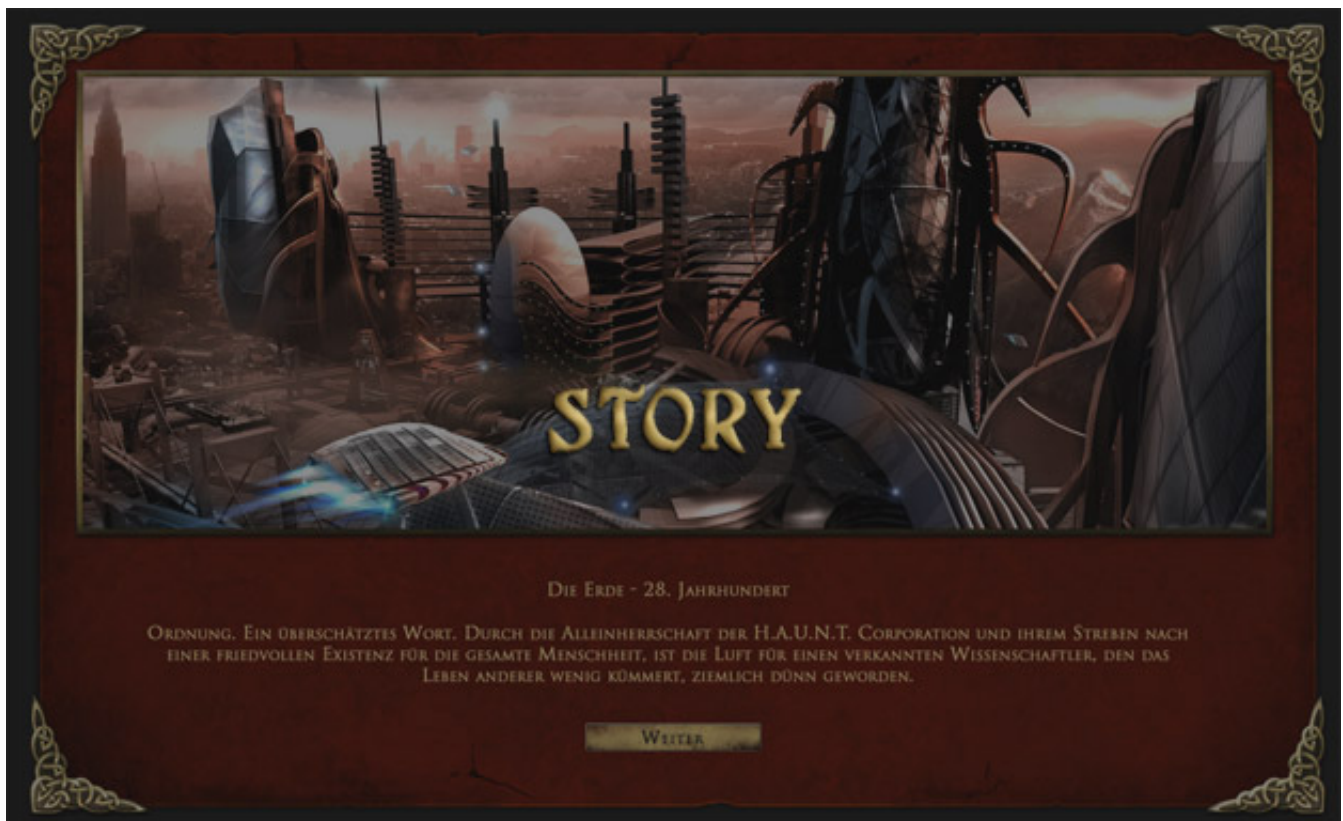 STORY
Die Erde - 28. Jahrhundert
Ordnung. Ein überschätztes Wort. Durch die Alleinherrschaft der H.A.U.N.T. Corporation und ihrem Streben nach
einer friedvollen Existenz für die gesamte Menschheit, ist die Luft für einen verkannten Wissenschaftler, den das
Leben anderer wenig kümmert, ziemlich dünn geworden.
Weiter